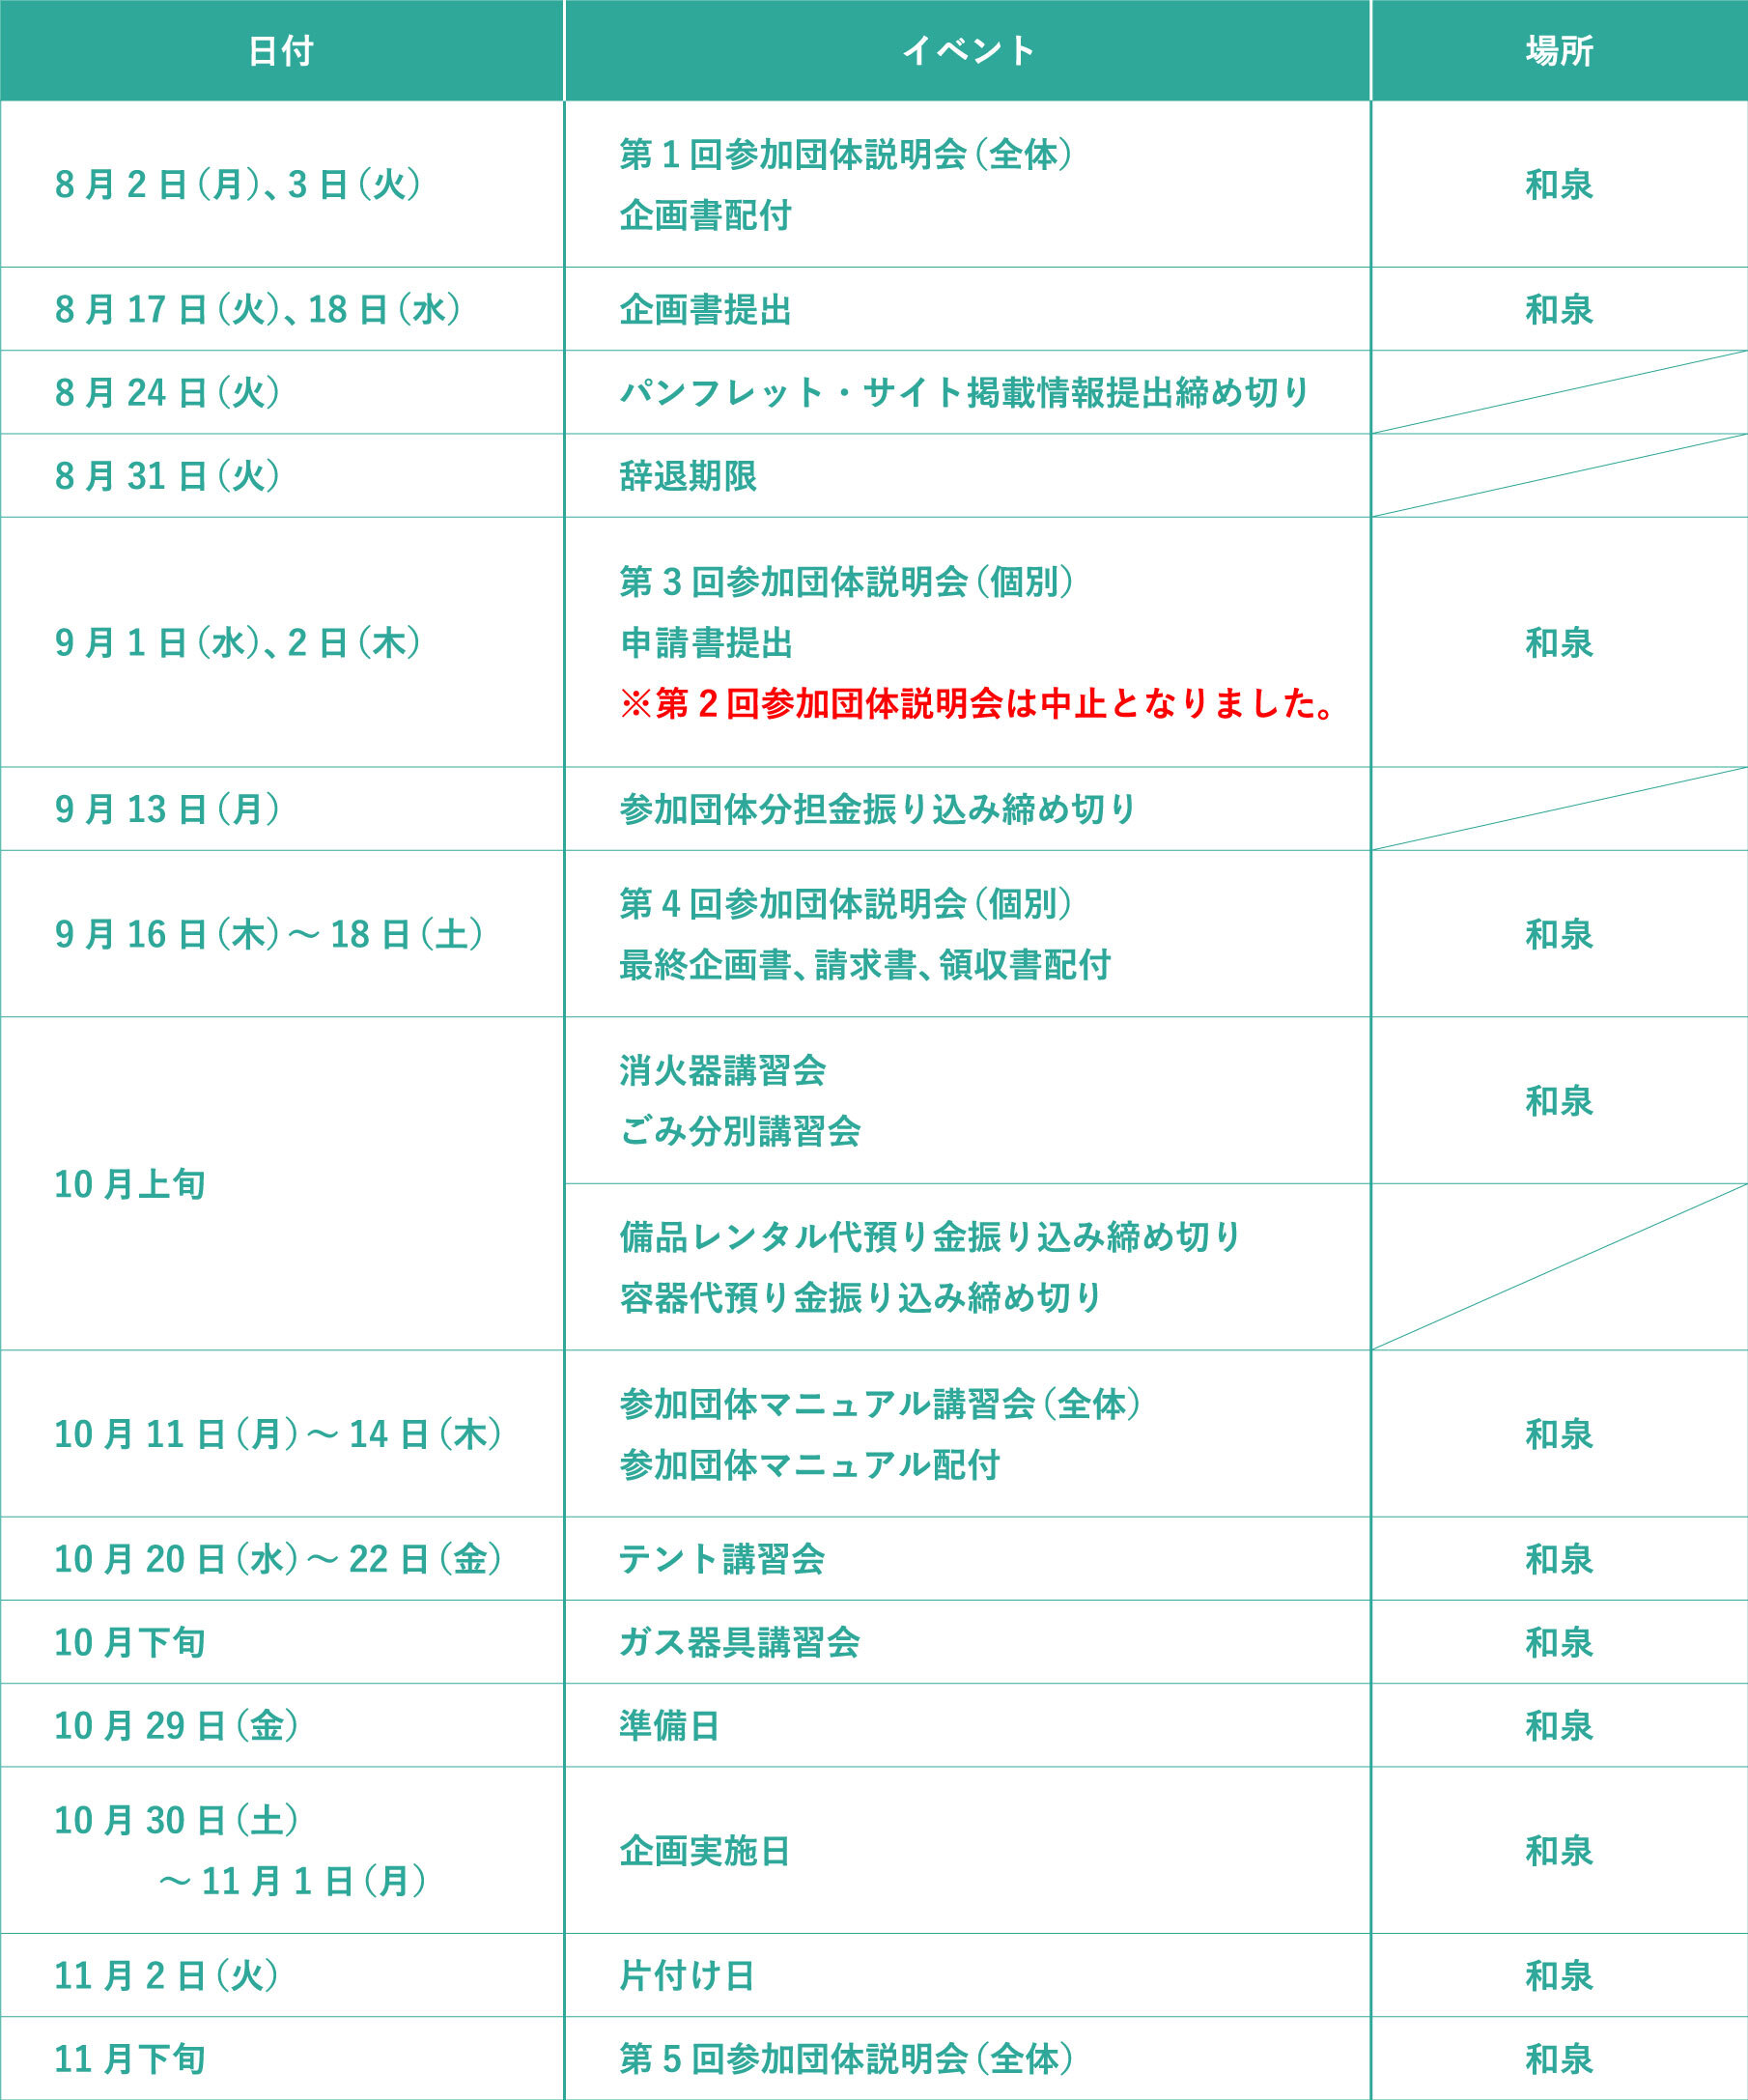 日付 イベント 場所
8月2日（月）、3日（火） 第1回参加団体説明会（全体） 和泉
企画書配付
8月17日（火）、18日（水） 企画書提出 和泉
8月24日（火） パンフレット・サイト掲載情報提出締め切り
8月31日（火） 辞退期限
9月1日（水）、2日（木） 第3回参加団体説明会（個別） 和泉
申請書提出
※第2回参加団体説明会は中止となりました。
9月13日（月） 参加団体分担金振り込み締め切り
9月16日（木）～18日（土） 第4回参加団体説明会（個別） 和泉
最終企画書、請求書、領収書配付
10月上旬 消火器講習会 和泉
ごみ分別講習会
備品レンタル代預り金振り込み締め切り
容器代預り金振り込み締め切り
10月11日（月）～14日（木） 参加団体マニュアル講習会（全体） 和泉
参加団体マニュアル配付
10月20日（水）～22日（金） テント講習会 和泉
10月下旬 ガス器具講習会 和泉
10月29日（金） 準備日 和泉
10月30日（土） 企画実施日 和泉
～11月1日（月）
11月2日（火） 片付け日 和泉
11月下旬 第5回参加団体説明会（全体） 和泉